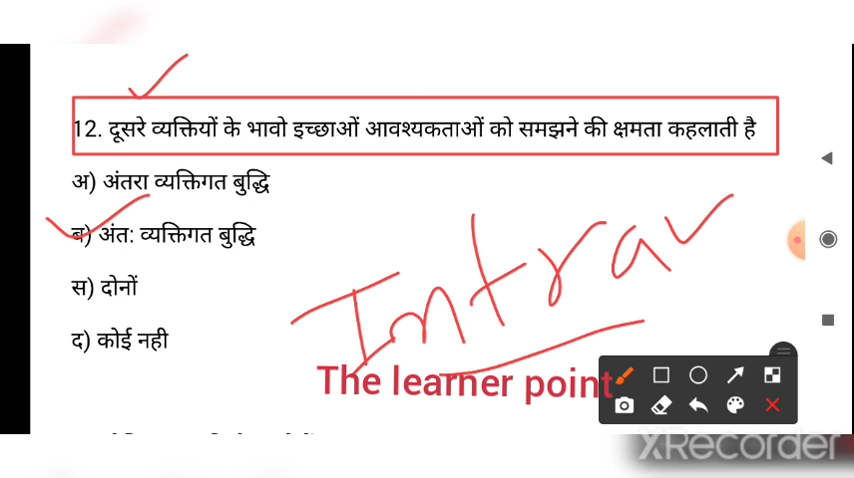 12. दूसरे व्यक्तियों के भावो इच्छाओं आवश्यकताओं को समझने की क्षमता कहलाती है
अ) अंतरा व्यक्तिगत बुद्धि
ब) अंत: व्यक्तिगत बुद्धि
Intra
स) दोनों
द) कोई नही
The learner point
XRecorder